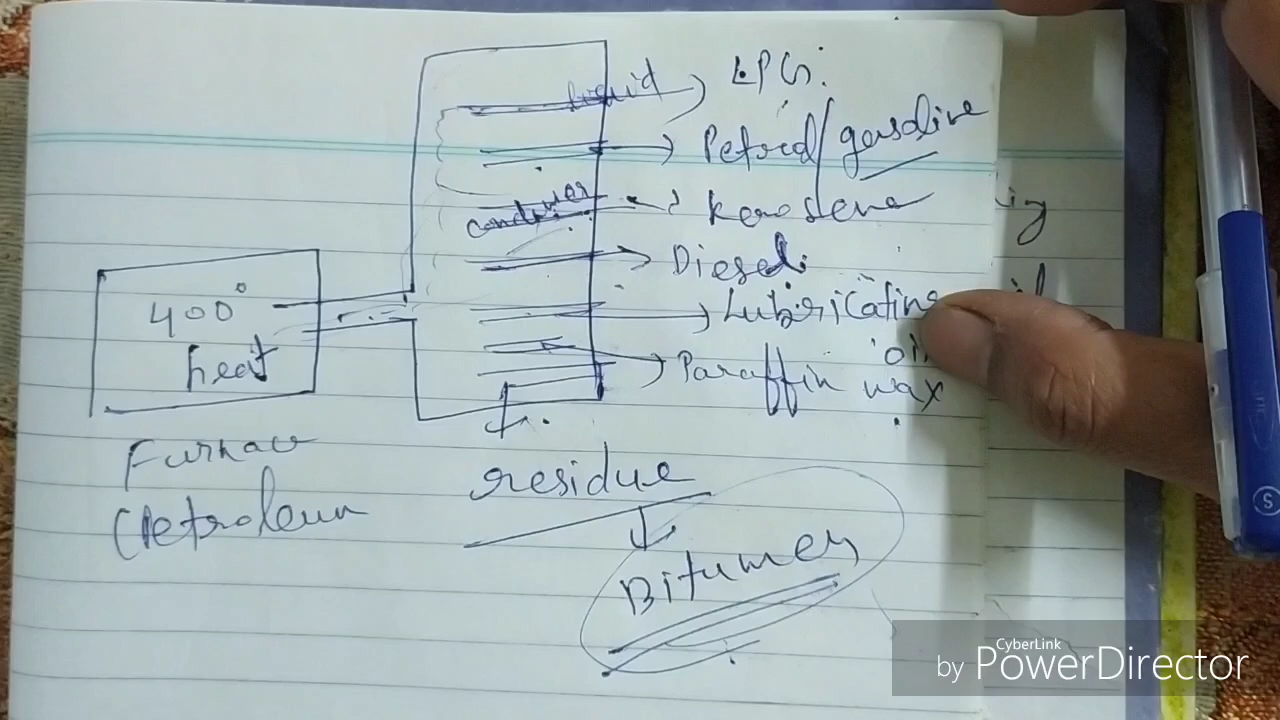 liquid → LPG.
→ Petrol/gasoline
condenser → Kerosene
→ Diesel
400° → Lubricating
heat oil
→ Paraffin wax
Furnace
(Petroleum
residue
↓
Bitumen
CyberLink
by PowerDirector
S